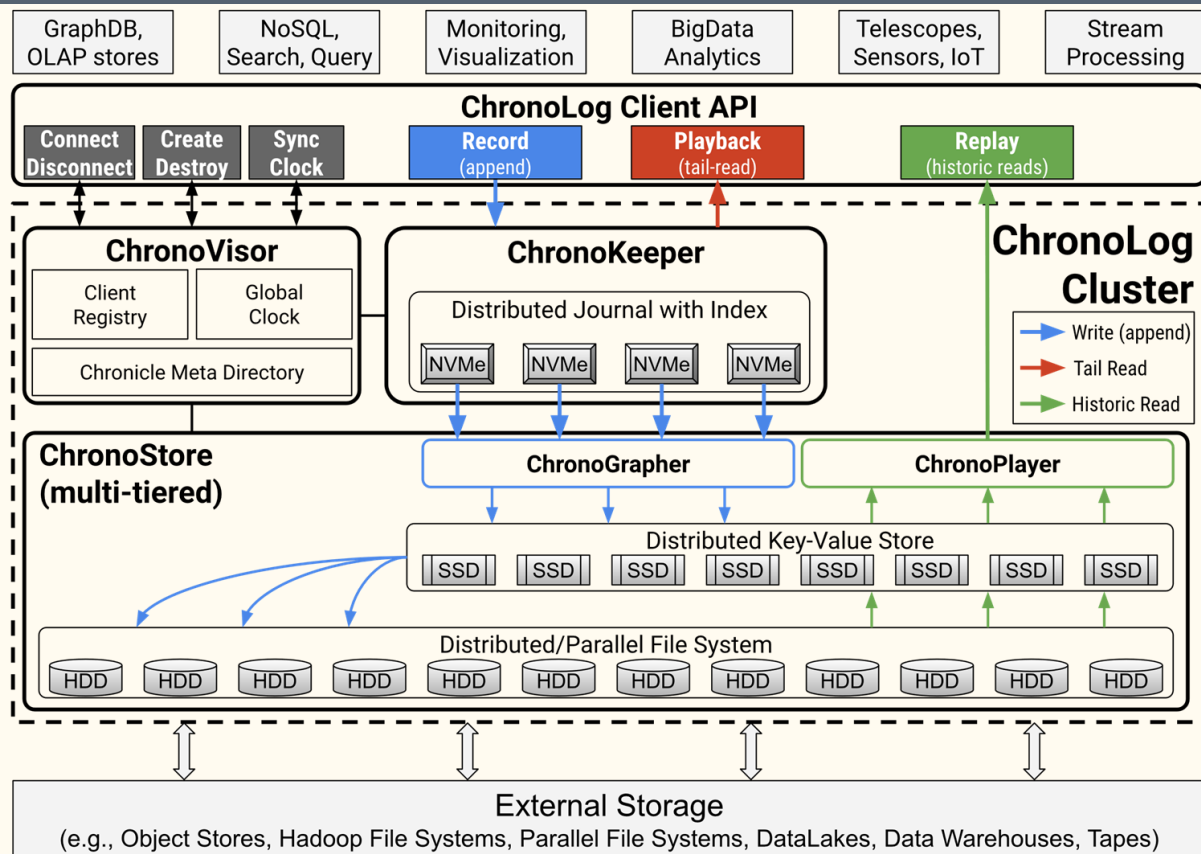 GraphDB,
OLAP stores
NoSQL,
Search, Query
Monitoring,
Visualization
BigData
Analytics
Telescopes,
Sensors, IoT
Stream
Processing
ChronoLog Client API
Connect
Disconnect
Create
Destroy
Sync
Clock
Record
(append)
Playback
(tail-read)
Replay
(historic reads)
ChronoLog
Cluster
ChronoVisor
Client
Registry
Global
Clock
Chronicle Meta Directory
ChronoKeeper
Distributed Journal with Index
NVMe NVMe NVMe NVMe
Write (append)
Tail Read
Historic Read
ChronoStore
(multi-tiered)
ChronoGrapher
ChronoPlayer
Distributed Key-Value Store
SSD SSD SSD SSD SSD SSD SSD SSD
Distributed/Parallel File System
HDD HDD HDD HDD HDD HDD HDD HDD HDD HDD HDD HDD
External Storage
(e.g., Object Stores, Hadoop File Systems, Parallel File Systems, DataLakes, Data Warehouses, Tapes)